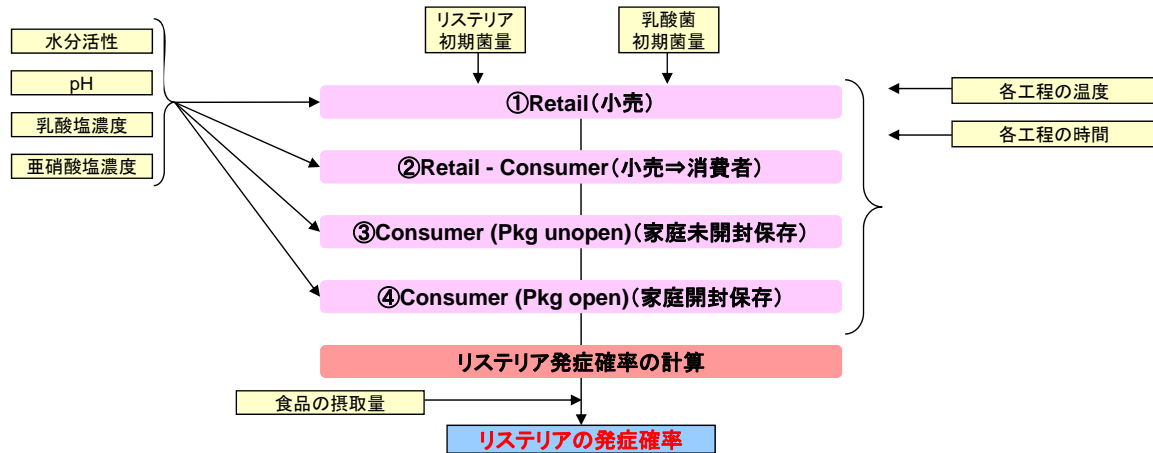 リステリア
初期菌量
乳酸菌
初期菌量
水分活性
pH
乳酸塩濃度
亜硝酸塩濃度
①Retail(小売)
②Retail - Consumer(小売⇒消費者)
③Consumer (Pkg unopen)(家庭未開封保存)
④Consumer (Pkg open)(家庭開封保存)
各工程の温度
各工程の時間
リステリア発症確率の計算
食品の摂取量
リステリアの発症確率